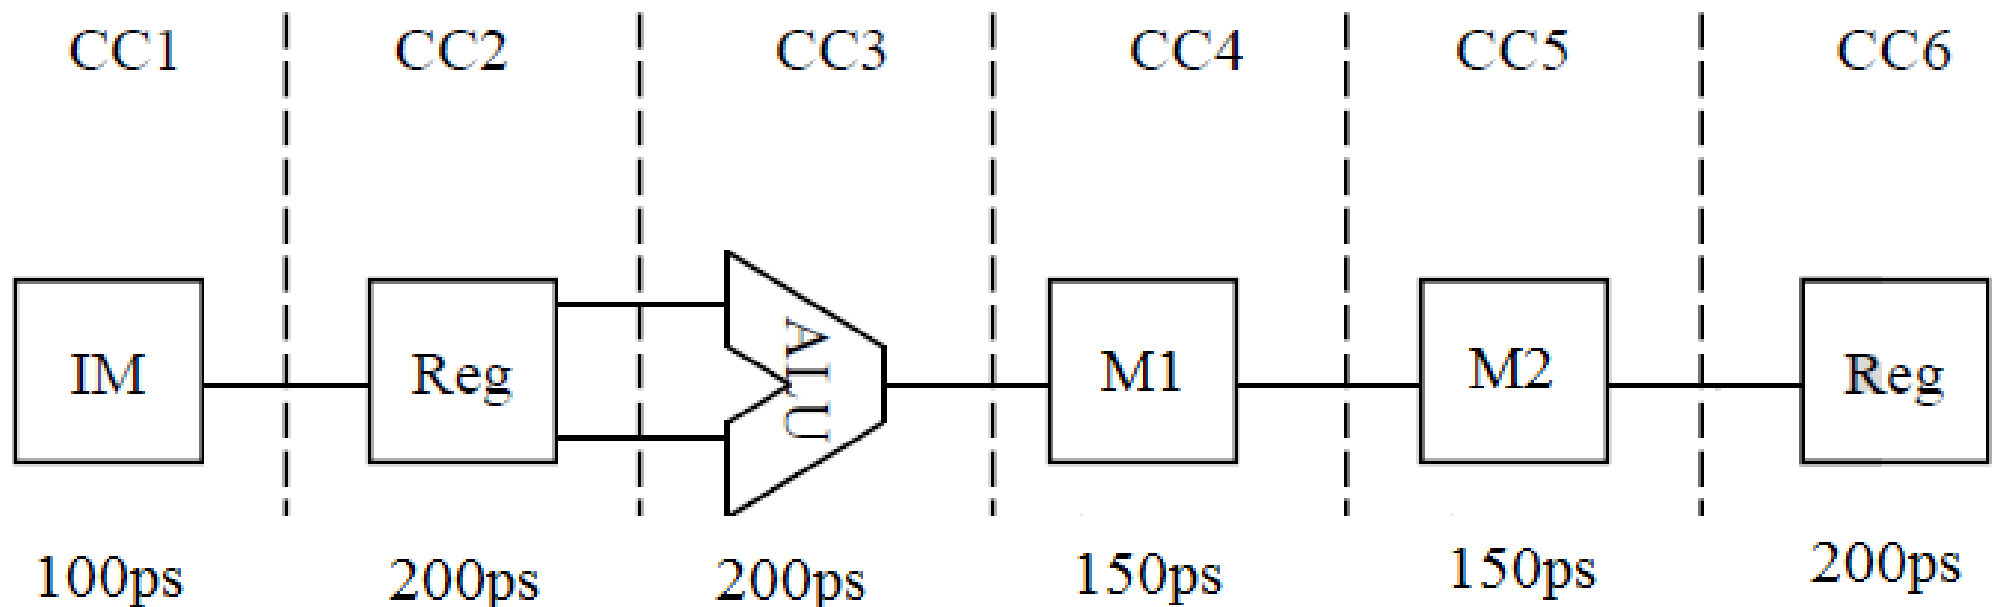 CC1 CC2 CC3 CC4 CC5 CC6
IM Reg ALU M1 M2 Reg
100ps 200ps 200ps 150ps 150ps 200ps